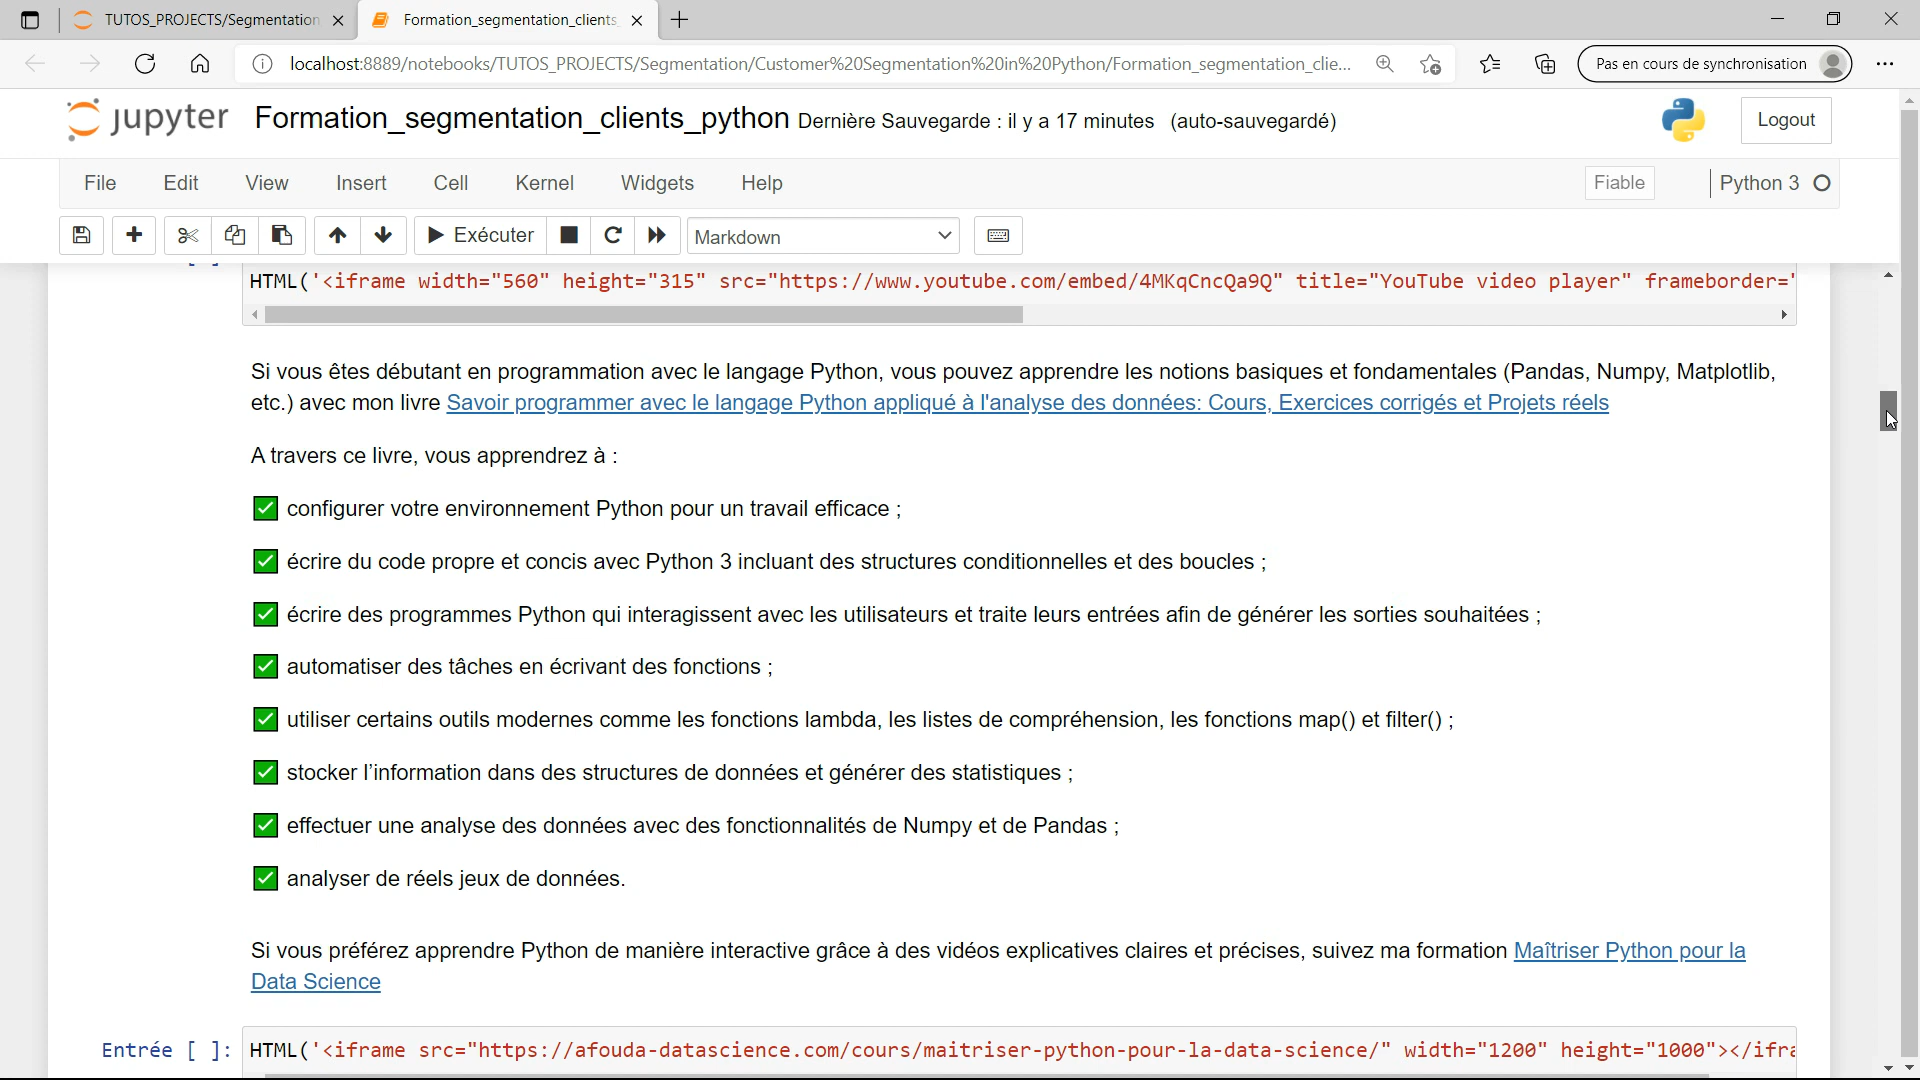 TUTOS_PROJECTS/Segmentation
Formation_segmentation_clients_
localhost:8889/notebooks/TUTOS_PROJECTS/Segmentation/Customer%20Segmentation%20in%20Python/Formation_segmentation_clie...
Pas en cours de synchronisation
jupyter Formation_segmentation_clients_python Dernière Sauvegarde : il y a 17 minutes (auto-sauvegardé)
Logout
File Edit View Insert Cell Kernel Widgets Help
Fiable
Python 3
Exécuter
Markdown
HTML('<iframe width="560" height="315" src="https://www.youtube.com/embed/4MKqCncQa9Q" title="YouTube video player" frameborder='
Si vous êtes débutant en programmation avec le langage Python, vous pouvez apprendre les notions basiques et fondamentales (Pandas, Numpy, Matplotlib,
etc.) avec mon livre Savoir programmer avec le langage Python appliqué à l'analyse des données: Cours, Exercices corrigés et Projets réels
A travers ce livre, vous apprendrez à :
configurer votre environnement Python pour un travail efficace ;
écrire du code propre et concis avec Python 3 incluant des structures conditionnelles et des boucles ;
écrire des programmes Python qui interagissent avec les utilisateurs et traite leurs entrées afin de générer les sorties souhaitées ;
automatiser des tâches en écrivant des fonctions ;
utiliser certains outils modernes comme les fonctions lambda, les listes de compréhension, les fonctions map() et filter() ;
stocker l’information dans des structures de données et générer des statistiques ;
effectuer une analyse des données avec des fonctionnalités de Numpy et de Pandas ;
analyser de réels jeux de données.
Si vous préférez apprendre Python de manière interactive grâce à des vidéos explicatives claires et précises, suivez ma formation Maîtriser Python pour la
Data Science
Entrée [ ]: HTML('<iframe src="https://afouda-datascience.com/cours/maitriser-python-pour-la-data-science/" width="1200" height="1000"></ifra